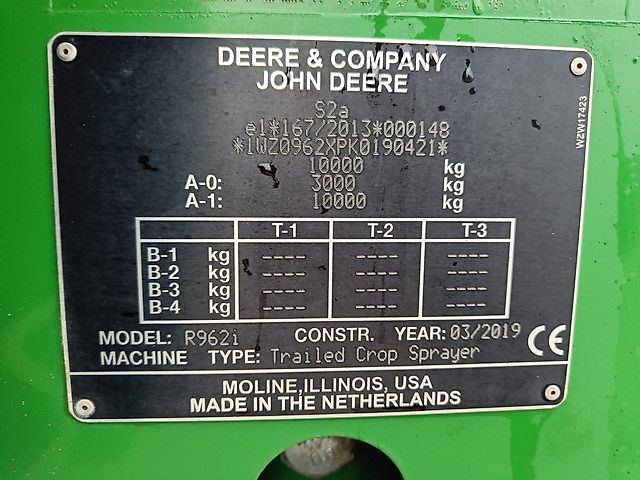 DEERE & COMPANY
JOHN DEERE
S2a
e1*167/2013*000148
*1WZ0962XPK0190421*
10000 kg
A-0: 3000 kg
A-1: 10000 kg
T-1 T-2 T-3
B-1 kg ---- ---- ----
B-2 kg ---- ---- ----
B-3 kg ---- ---- ----
B-4 kg ---- ---- ----
MODEL: R962i CONSTR. YEAR: 03/2019 CE
MACHINE TYPE: Trailed Crop Sprayer
MOLINE,ILLINOIS, USA
MADE IN THE NETHERLANDS
WZW17423